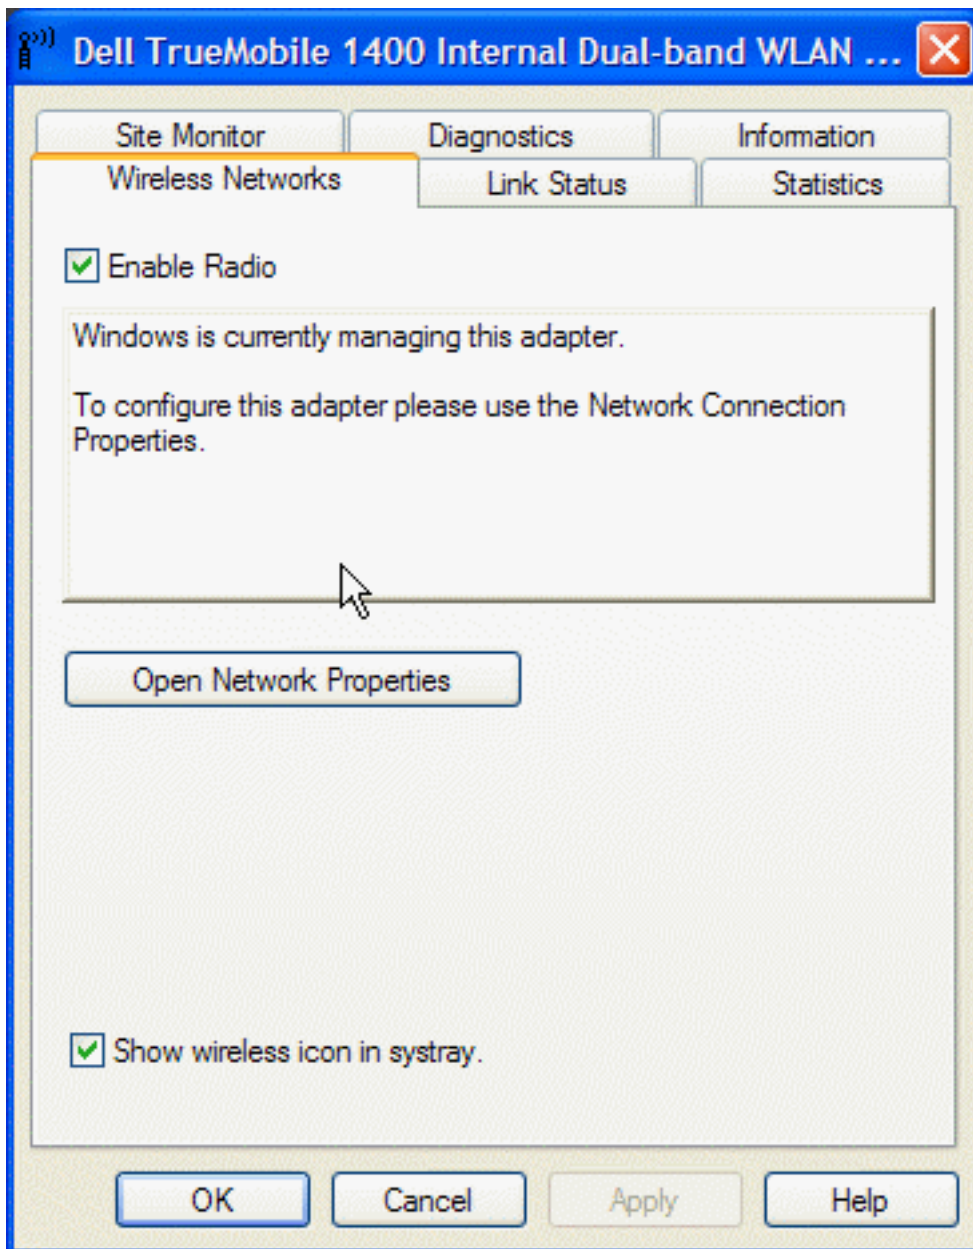 Dell TrueMobile 1400 Internal Dual-band WLAN ...
Site Monitor
Diagnostics
Information
Wireless Networks
Link Status
Statistics
Enable Radio
Windows is currently managing this adapter.
To configure this adapter please use the Network Connection
Properties.
Open Network Properties
Show wireless icon in systray.
OK
Cancel
Apply
Help